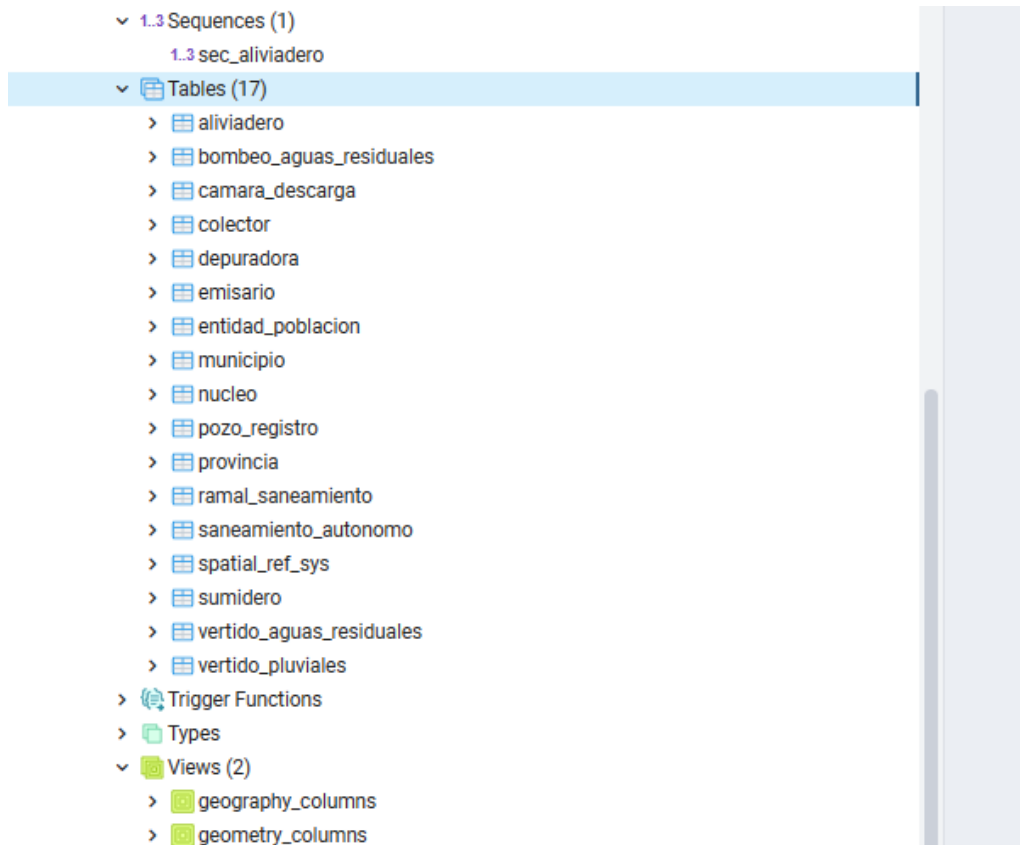 1..3 Sequences (1)
1..3 sec_aliviadero
Tables (17)
aliviadero
bombeo_aguas_residuales
camara_descarga
colector
depuradora
emisario
entidad_poblacion
municipio
nucleo
pozo_registro
provincia
ramal_saneamiento
saneamiento_autonomo
spatial_ref_sys
sumidero
vertido_aguas_residuales
vertido_pluviales
Trigger Functions
Types
Views (2)
geography_columns
geometry_columns